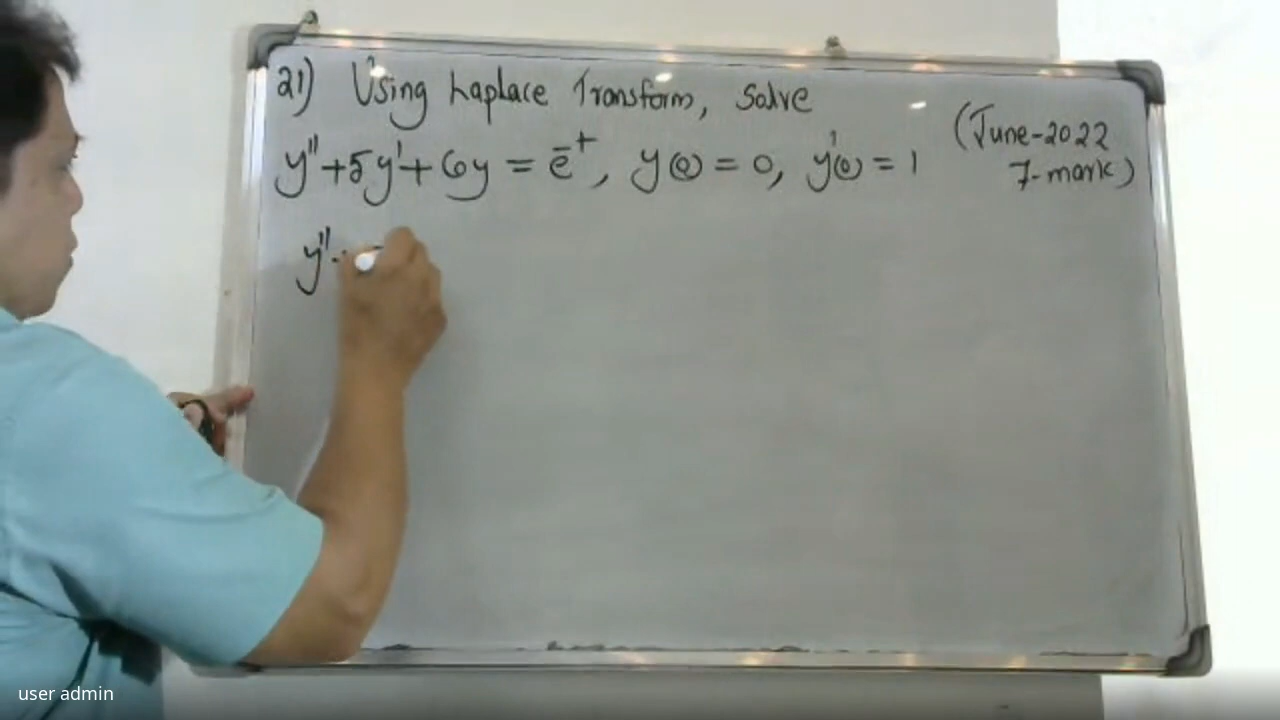 21) Using Laplace Transform, Solve
y'' + 5y' + 6y = e⁻ᵗ, y(0) = 0, y'(0) = 1
(June-2022
7-mark)
y''
user admin